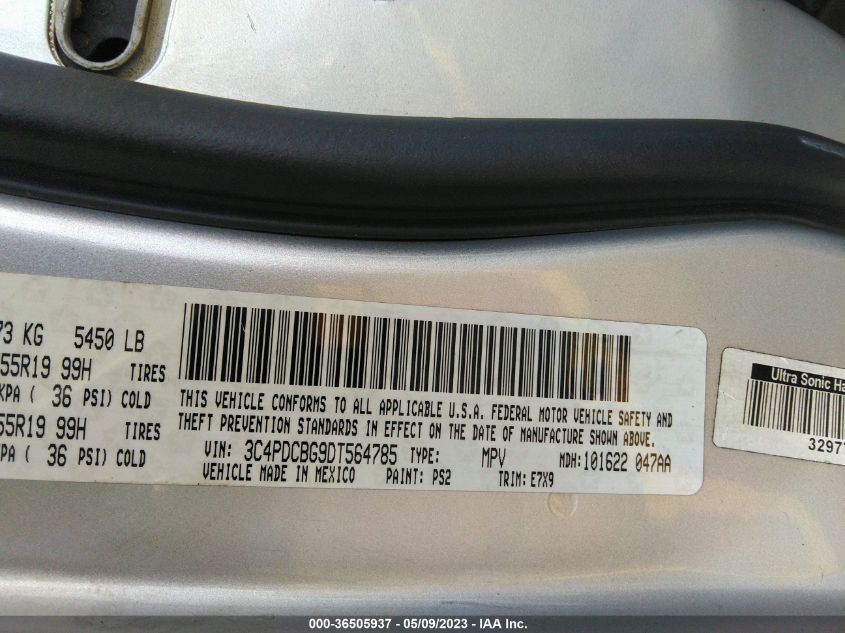 73 KG 5450 LB
55R19 99H TIRES
KPA ( 36 PSI) COLD
55R19 99H TIRES
KPA ( 36 PSI) COLD
THIS VEHICLE CONFORMS TO ALL APPLICABLE U.S.A. FEDERAL MOTOR VEHICLE SAFETY AND
THEFT PREVENTION STANDARDS IN EFFECT ON THE DATE OF MANUFACTURE SHOWN ABOVE.
VIN: 3C4PDCBG9DT564785 TYPE: MPV MDH:101622 047AA
VEHICLE MADE IN MEXICO PAINT: PS2 TRIM: E7X9
Ultra Sonic Ha
3297
000-36505937 - 05/09/2023 - IAA Inc.